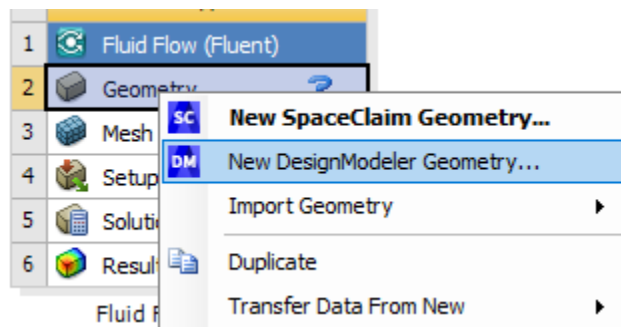 1 Fluid Flow (Fluent)
2 Geometry ?
SC New SpaceClaim Geometry...
3 Mesh
DM New DesignModeler Geometry...
4 Setup
Import Geometry
5 Soluti
6 Result
Duplicate
Transfer Data From New
Fluid F